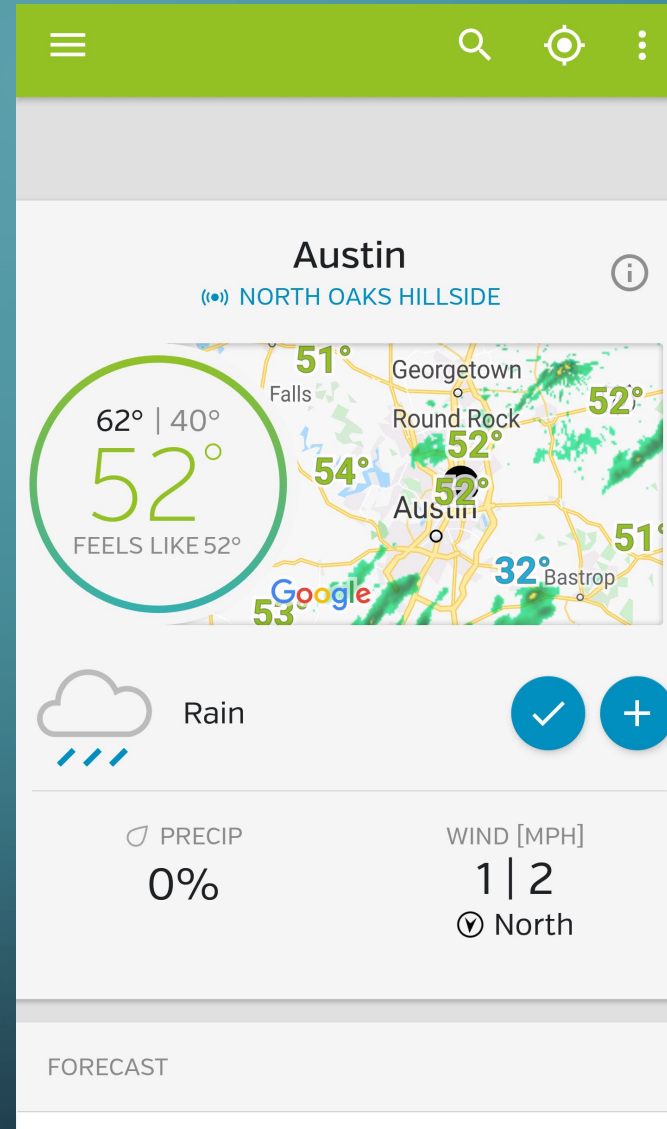 Austin
NORTH OAKS HILLSIDE
51°
Georgetown
Falls
52°
Round Rock
52°
54°
52°
Austin
51°
32°
Bastrop
Google
53°
62° | 40°
52°
FEELS LIKE 52°
Rain
PRECIP
0%
WIND [MPH]
1 | 2
North
FORECAST